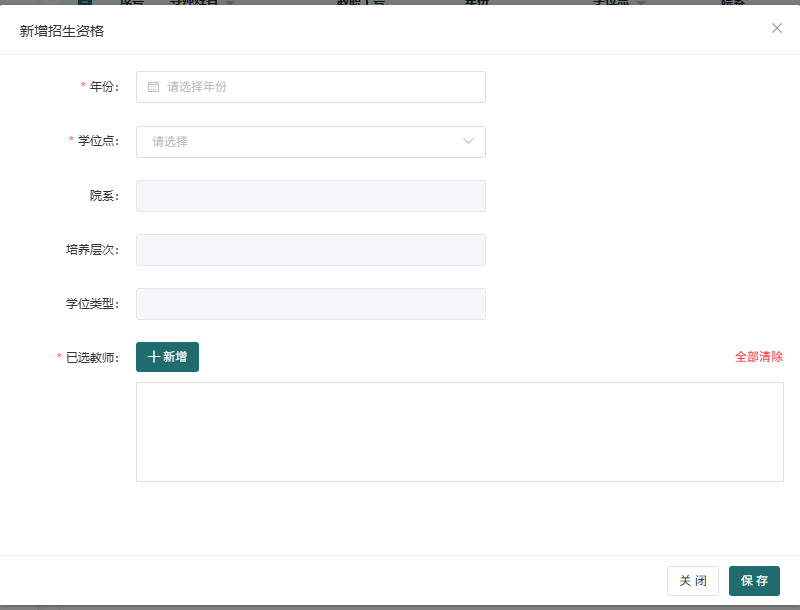 新增招生资格
* 年份:
请选择年份
* 学位点:
请选择
院系:
培养层次:
学位类型:
* 已选教师:
新增
全部清除
关 闭
保 存